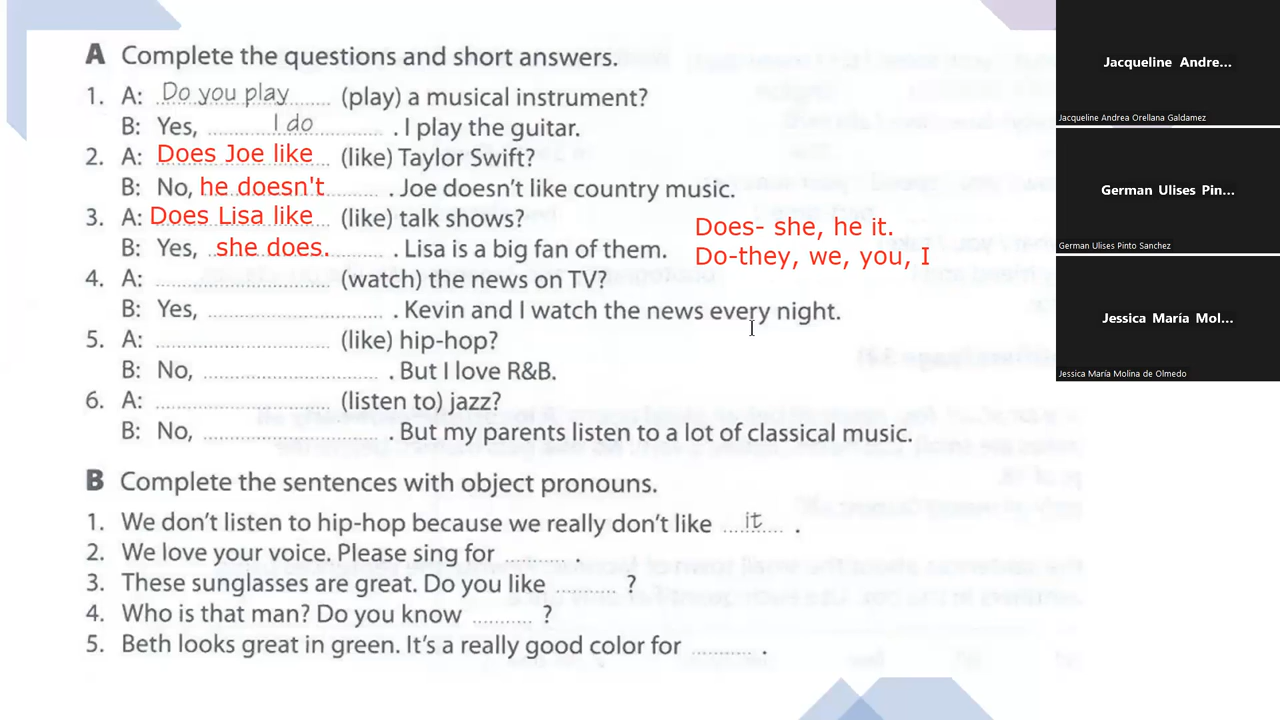 A Complete the questions and short answers.
1. A: Do you play (play) a musical instrument?
B: Yes, I do . I play the guitar.
2. A: Does Joe like (like) Taylor Swift?
B: No, he doesn't . Joe doesn't like country music.
3. A: Does Lisa like (like) talk shows?
B: Yes, she does. . Lisa is a big fan of them.
Does- she, he it.
Do-they, we, you, I
4. A: (watch) the news on TV?
B: Yes, . Kevin and I watch the news every night.
5. A: (like) hip-hop?
B: No, . But I love R&B.
6. A: (listen to) jazz?
B: No, . But my parents listen to a lot of classical music.
B Complete the sentences with object pronouns.
1. We don't listen to hip-hop because we really don't like it .
2. We love your voice. Please sing for .
3. These sunglasses are great. Do you like ?
4. Who is that man? Do you know ?
5. Beth looks great in green. It's a really good color for .
Jacqueline Andre...
Jacqueline Andrea Orellana Galdamez
German Ulises Pin...
German Ulises Pinto Sanchez
Jessica María Mol...
Jessica María Molina de Olmedo